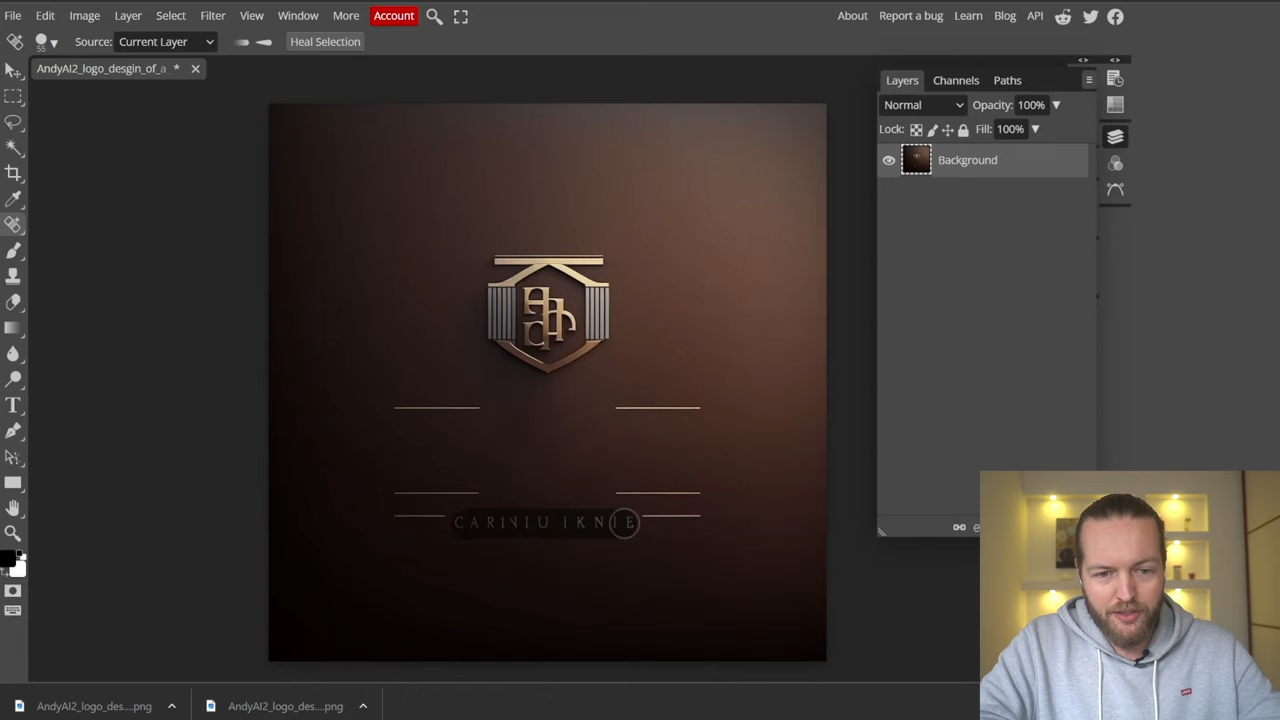 File Edit Image Layer Select Filter View Window More Account About Report a bug Learn Blog API
55 Source: Current Layer Heal Selection
AndyAI2_logo_desgin_of_a *
Layers Channels Paths
Normal Opacity: 100%
Lock: Fill: 100%
Background
CARINIU IKNIE
AndyAI2_logo_des....png AndyAI2_logo_des....png